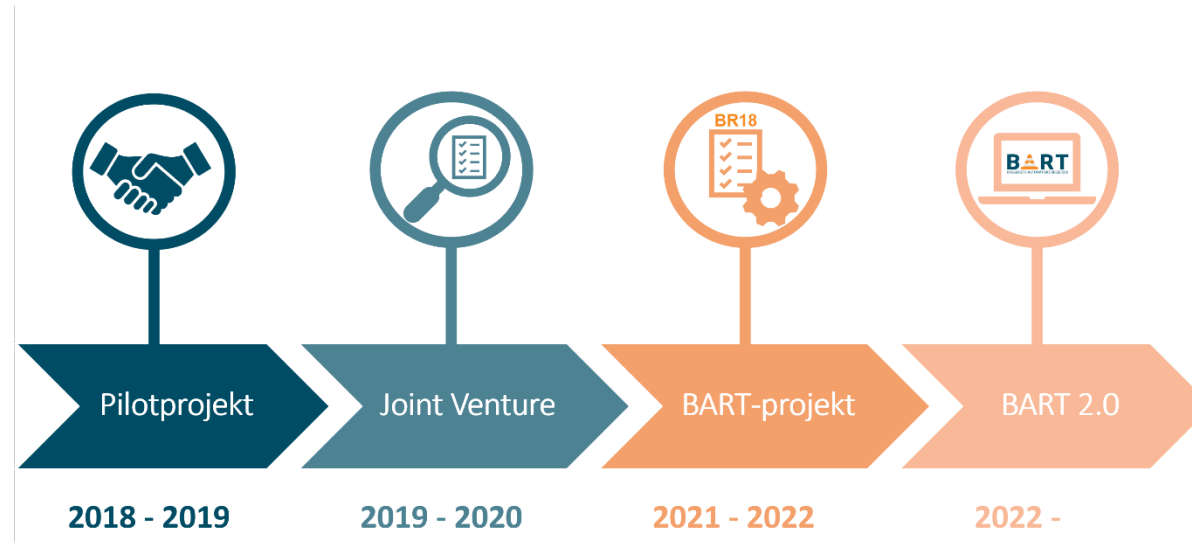 BR18
BART
Pilotprojekt
Joint Venture
BART-projekt
BART 2.0
2018 - 2019
2019 - 2020
2021 - 2022
2022 -